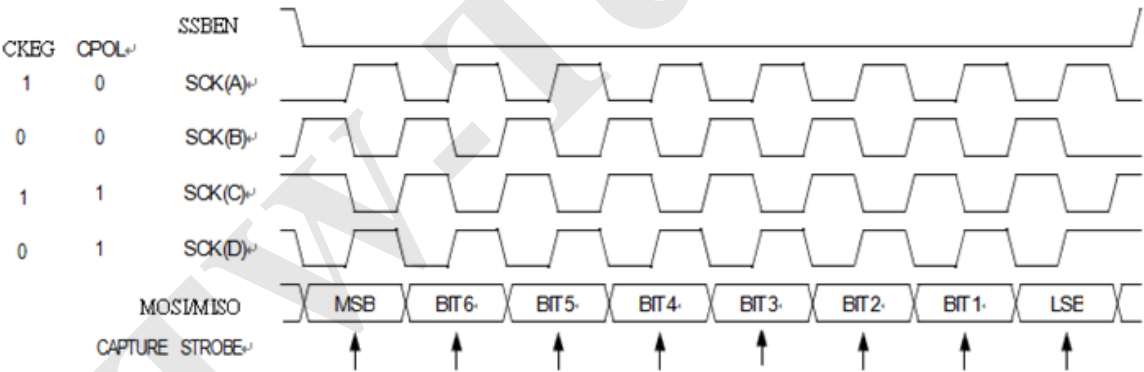 SSBEN
CKEG CPOL↵
1 0 SCK(A)↵
0 0 SCK(B)↵
1 1 SCK(C)↵
0 1 SCK(D)↵
MOSI/MISO MSB BIT6 BIT5 BIT4 BIT3 BIT2 BIT1 LSB
CAPTURE STROBE↵